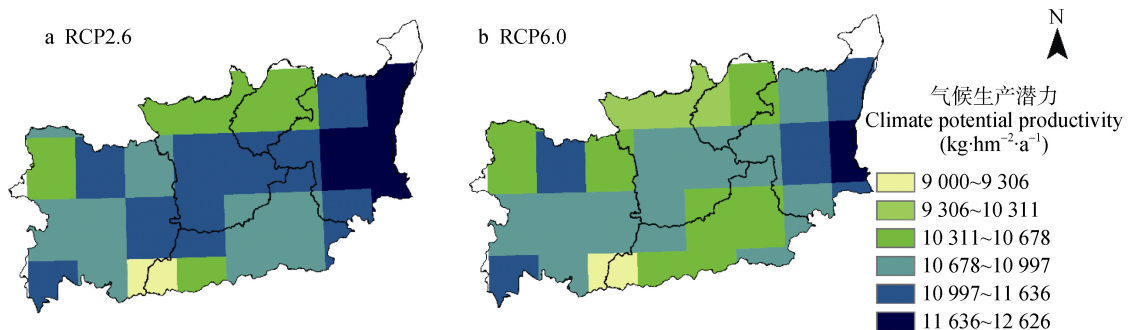 a RCP2.6
b RCP6.0
N
气候生产潜力
Climate potential productivity
(kg·hm⁻²·a⁻¹)
9 000~9 306
9 306~10 311
10 311~10 678
10 678~10 997
10 997~11 636
11 636~12 626